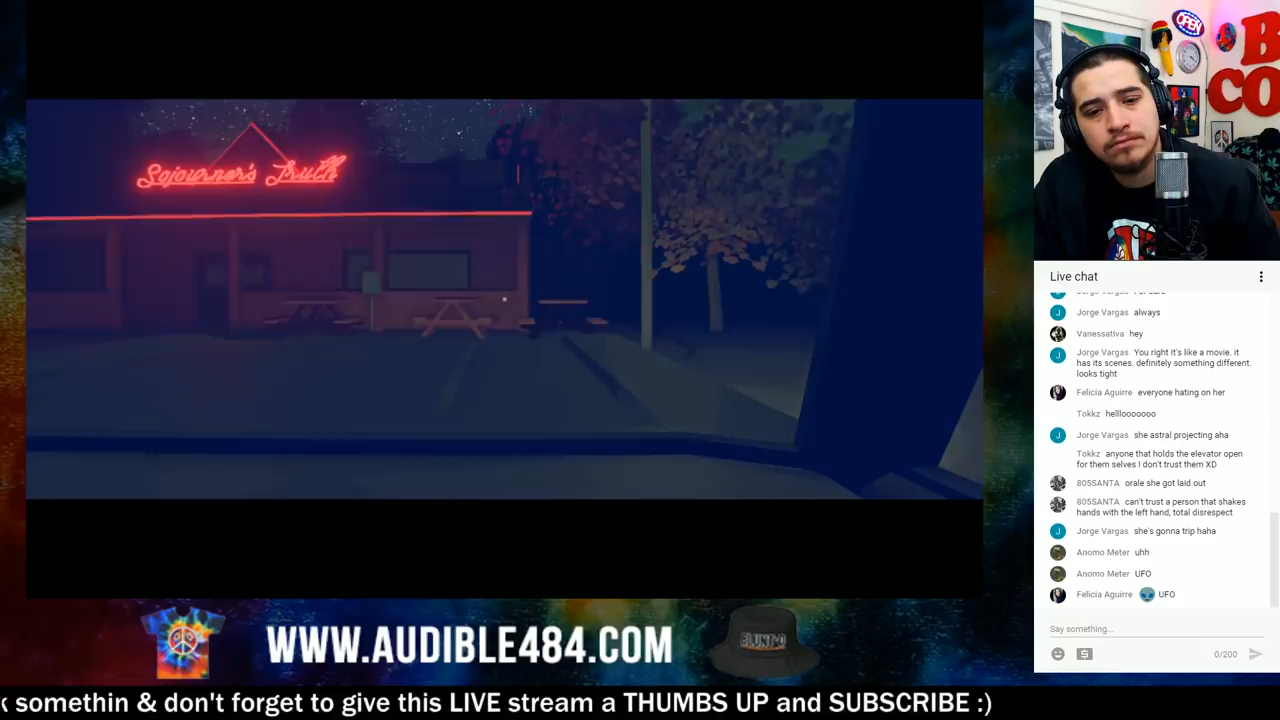 Sojourner's Truth
OPEN
B
CO
Live chat
Jorge Vargas always
Vanessativa hey
Jorge Vargas You right It's like a movie. it
has its scenes. definitely something different.
looks tight
Felicia Aguirre everyone hating on her
Tokkz hellloooooooo
Jorge Vargas she astral projecting aha
Tokkz anyone that holds the elevator open
for them selves I don't trust them XD
805SANTA orale she got laid out
805SANTA can't trust a person that shakes
hands with the left hand, total disrespect
Jorge Vargas she's gonna trip haha
Anomo Meter uhh
Anomo Meter UFO
Felicia Aguirre 👽 UFO
Say something...
0/200
WWW.AUDIBLE484.COM
k somethin & don't forget to give this LIVE stream a THUMBS UP and SUBSCRIBE :)